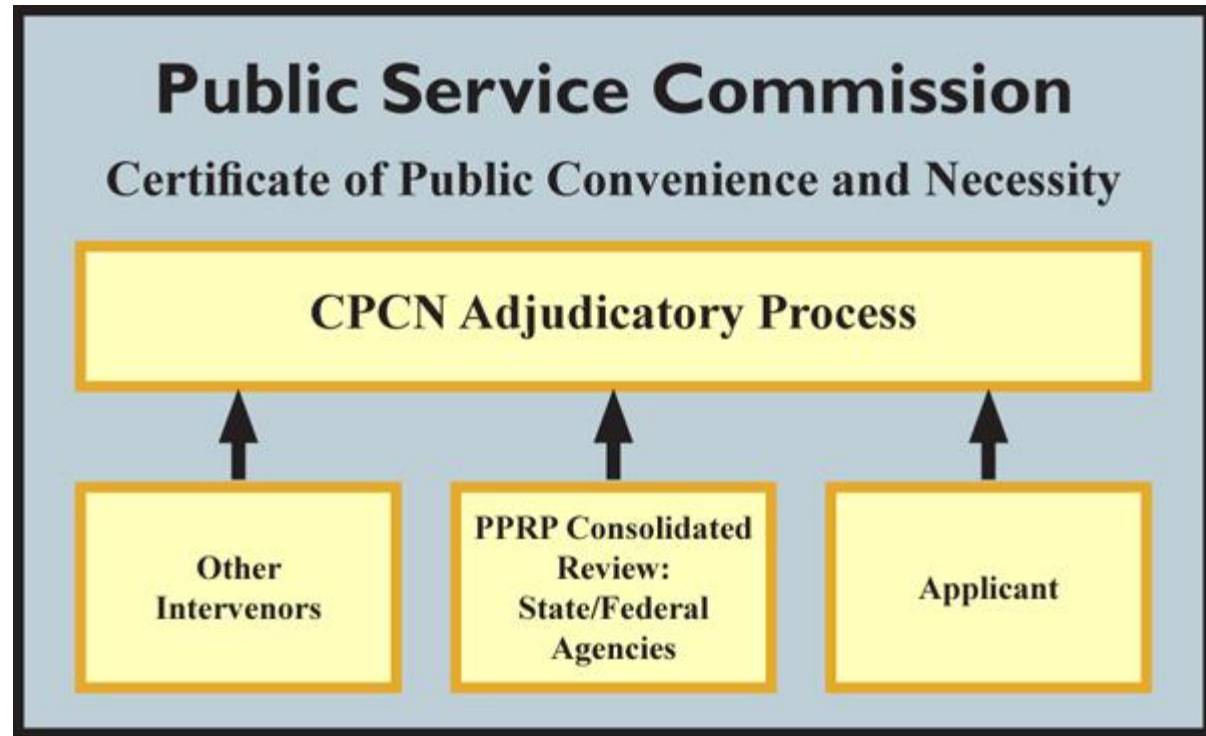 Public Service Commission
Certificate of Public Convenience and Necessity
CPCN Adjudicatory Process
Other
Intervenors
PPRP Consolidated
Review:
State/Federal
Agencies
Applicant